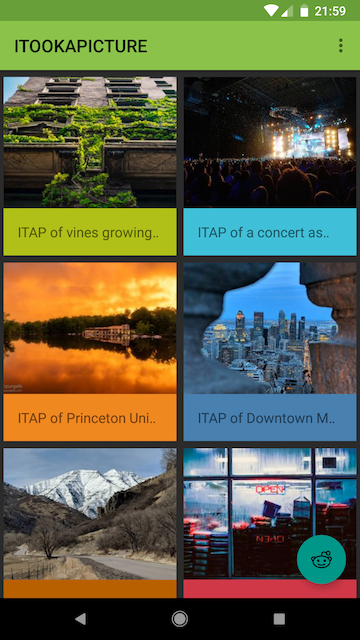 21:59
ITOOKAPICTURE
ITAP of vines growing..
ITAP of a concert as..
ITAP of Princeton Uni..
ITAP of Downtown M..
OPEN